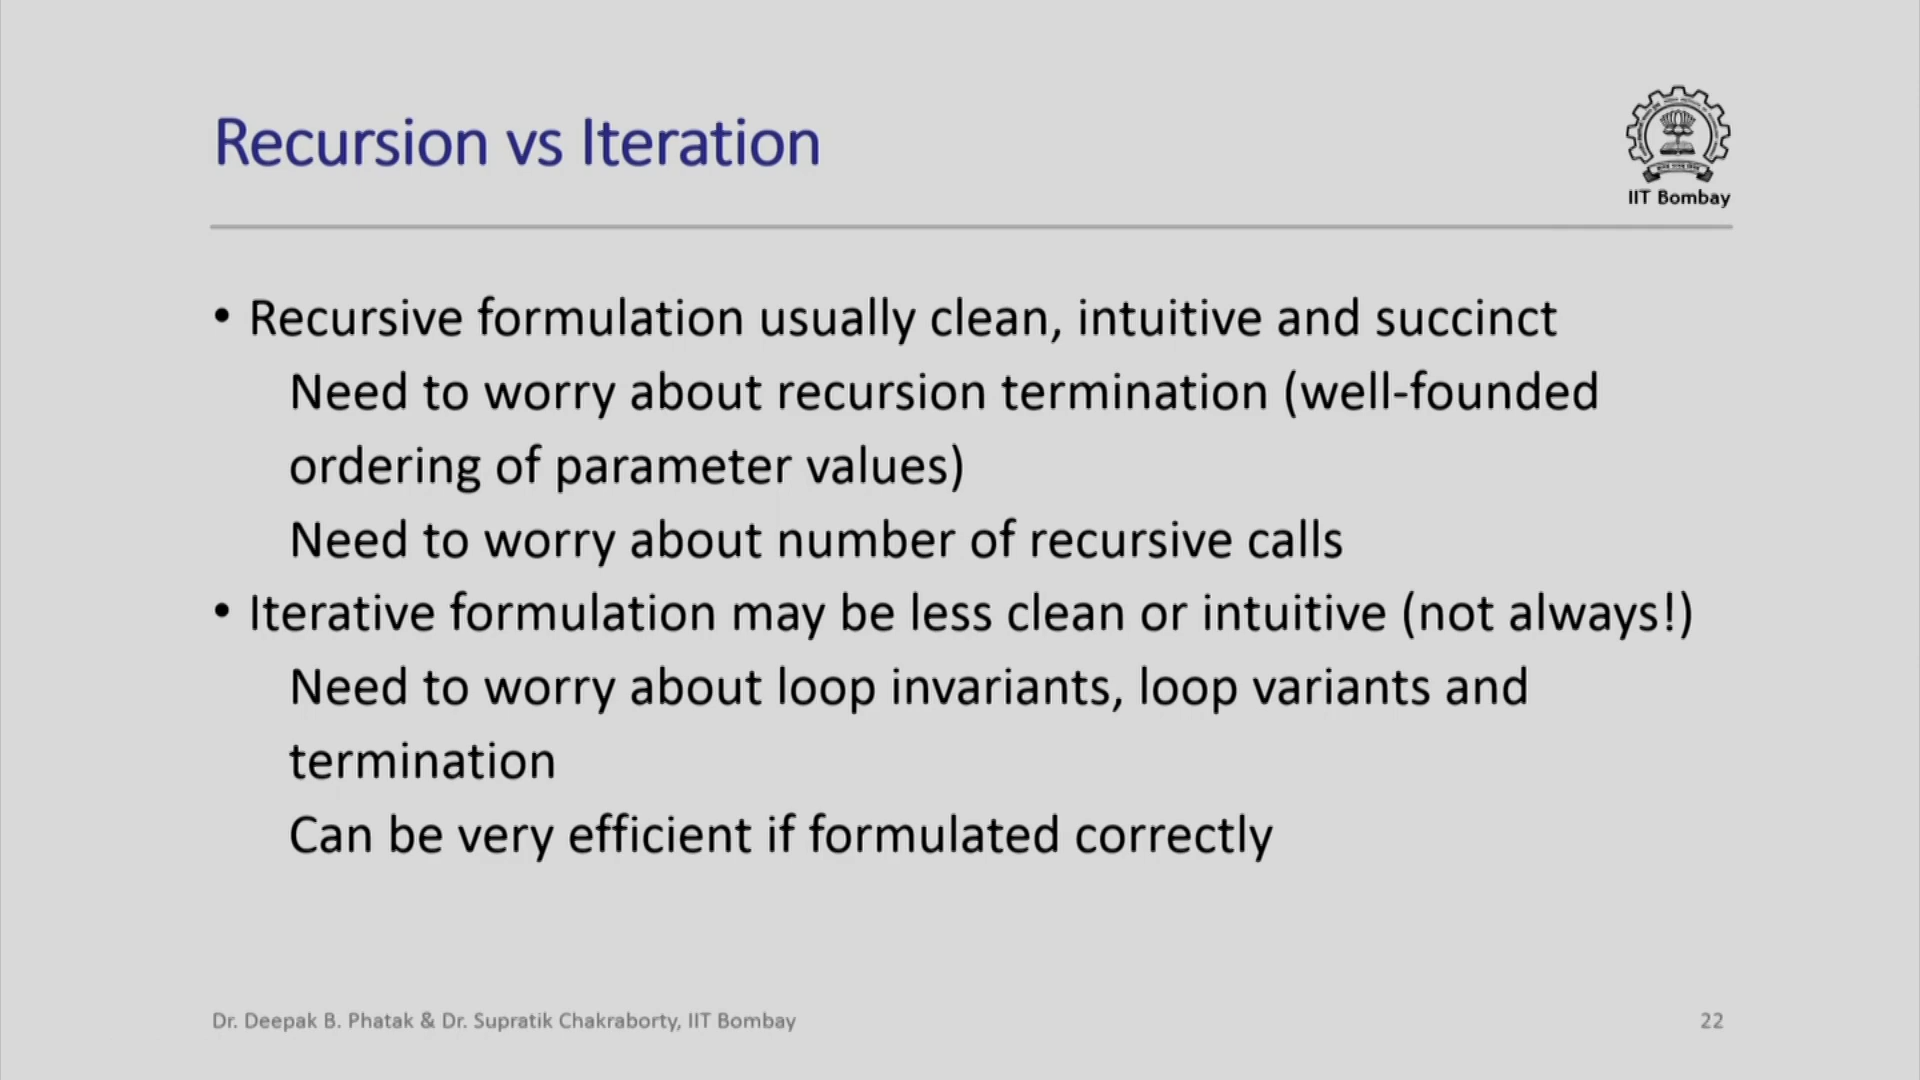 Recursion vs Iteration
IIT Bombay
• Recursive formulation usually clean, intuitive and succinct
Need to worry about recursion termination (well-founded
ordering of parameter values)
Need to worry about number of recursive calls
• Iterative formulation may be less clean or intuitive (not always!)
Need to worry about loop invariants, loop variants and
termination
Can be very efficient if formulated correctly
Dr. Deepak B. Phatak & Dr. Supratik Chakraborty, IIT Bombay
22